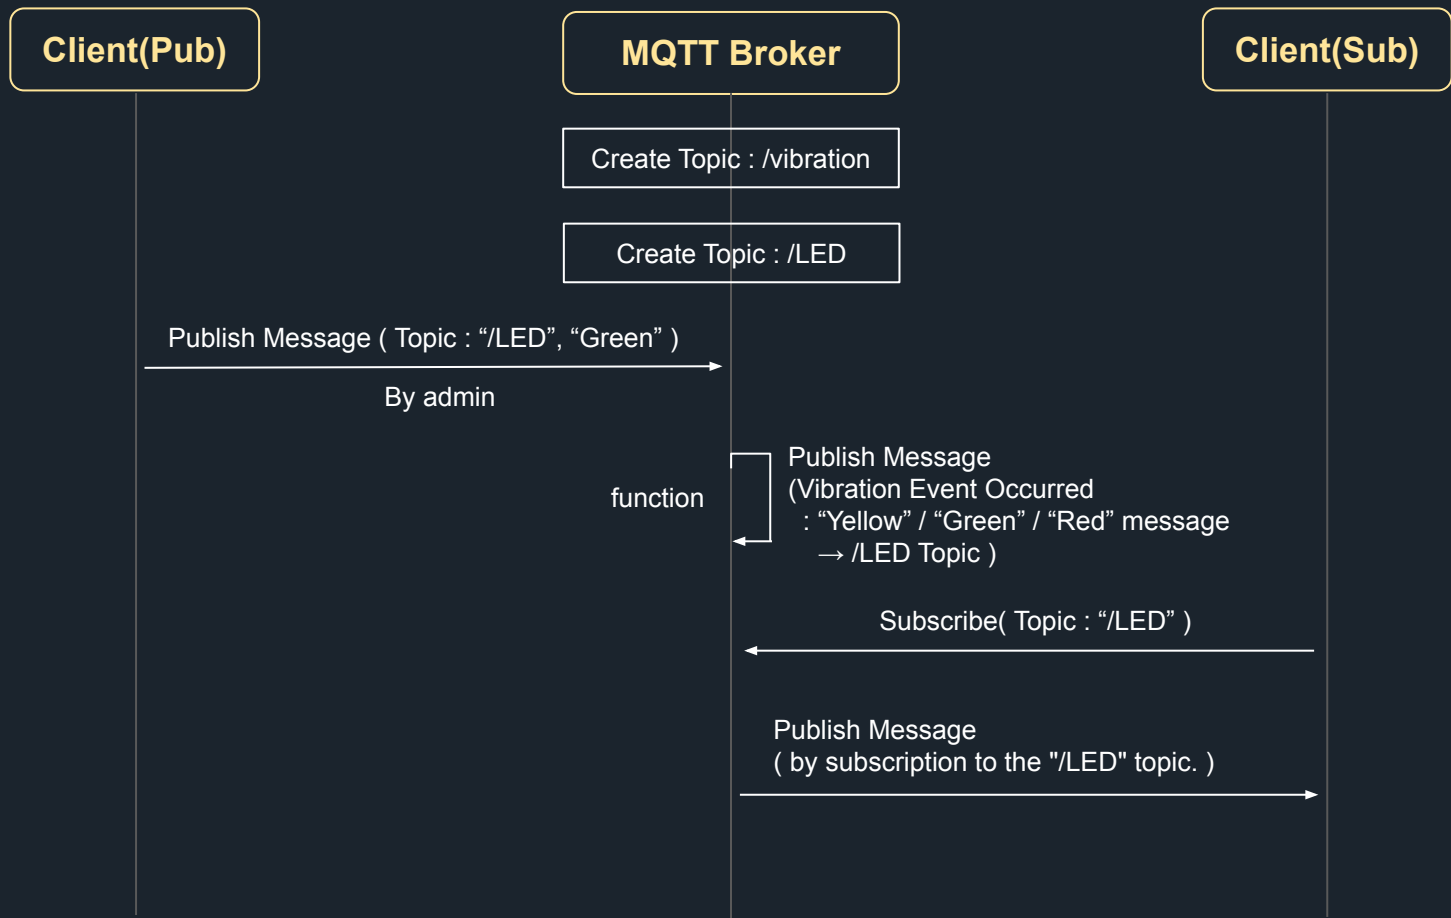 Client(Pub)
MQTT Broker
Client(Sub)
Create Topic : /vibration
Create Topic : /LED
Publish Message ( Topic : “/LED”, “Green” )
By admin
function
Publish Message
(Vibration Event Occurred
: “Yellow” / “Green” / “Red” message
→ /LED Topic )
Subscribe( Topic : “/LED” )
Publish Message
( by subscription to the "/LED" topic. )